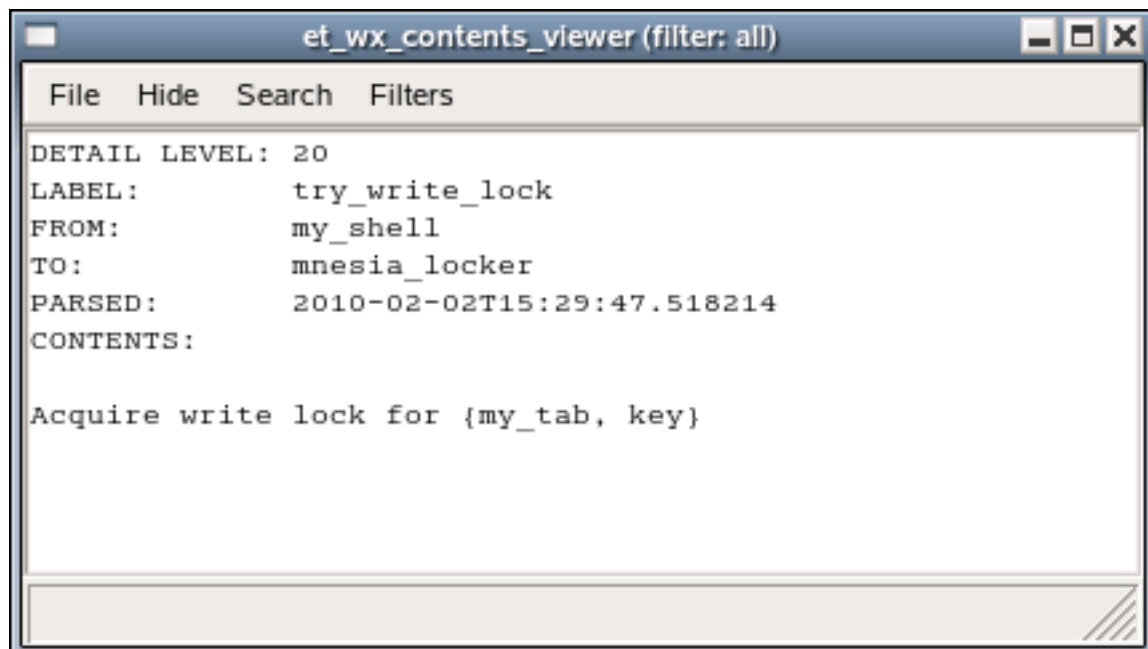 et_wx_contents_viewer (filter: all)
File Hide Search Filters
DETAIL LEVEL: 20
LABEL: try_write_lock
FROM: my_shell
TO: mnesia_locker
PARSED: 2010-02-02T15:29:47.518214
CONTENTS:
Acquire write lock for {my_tab, key}